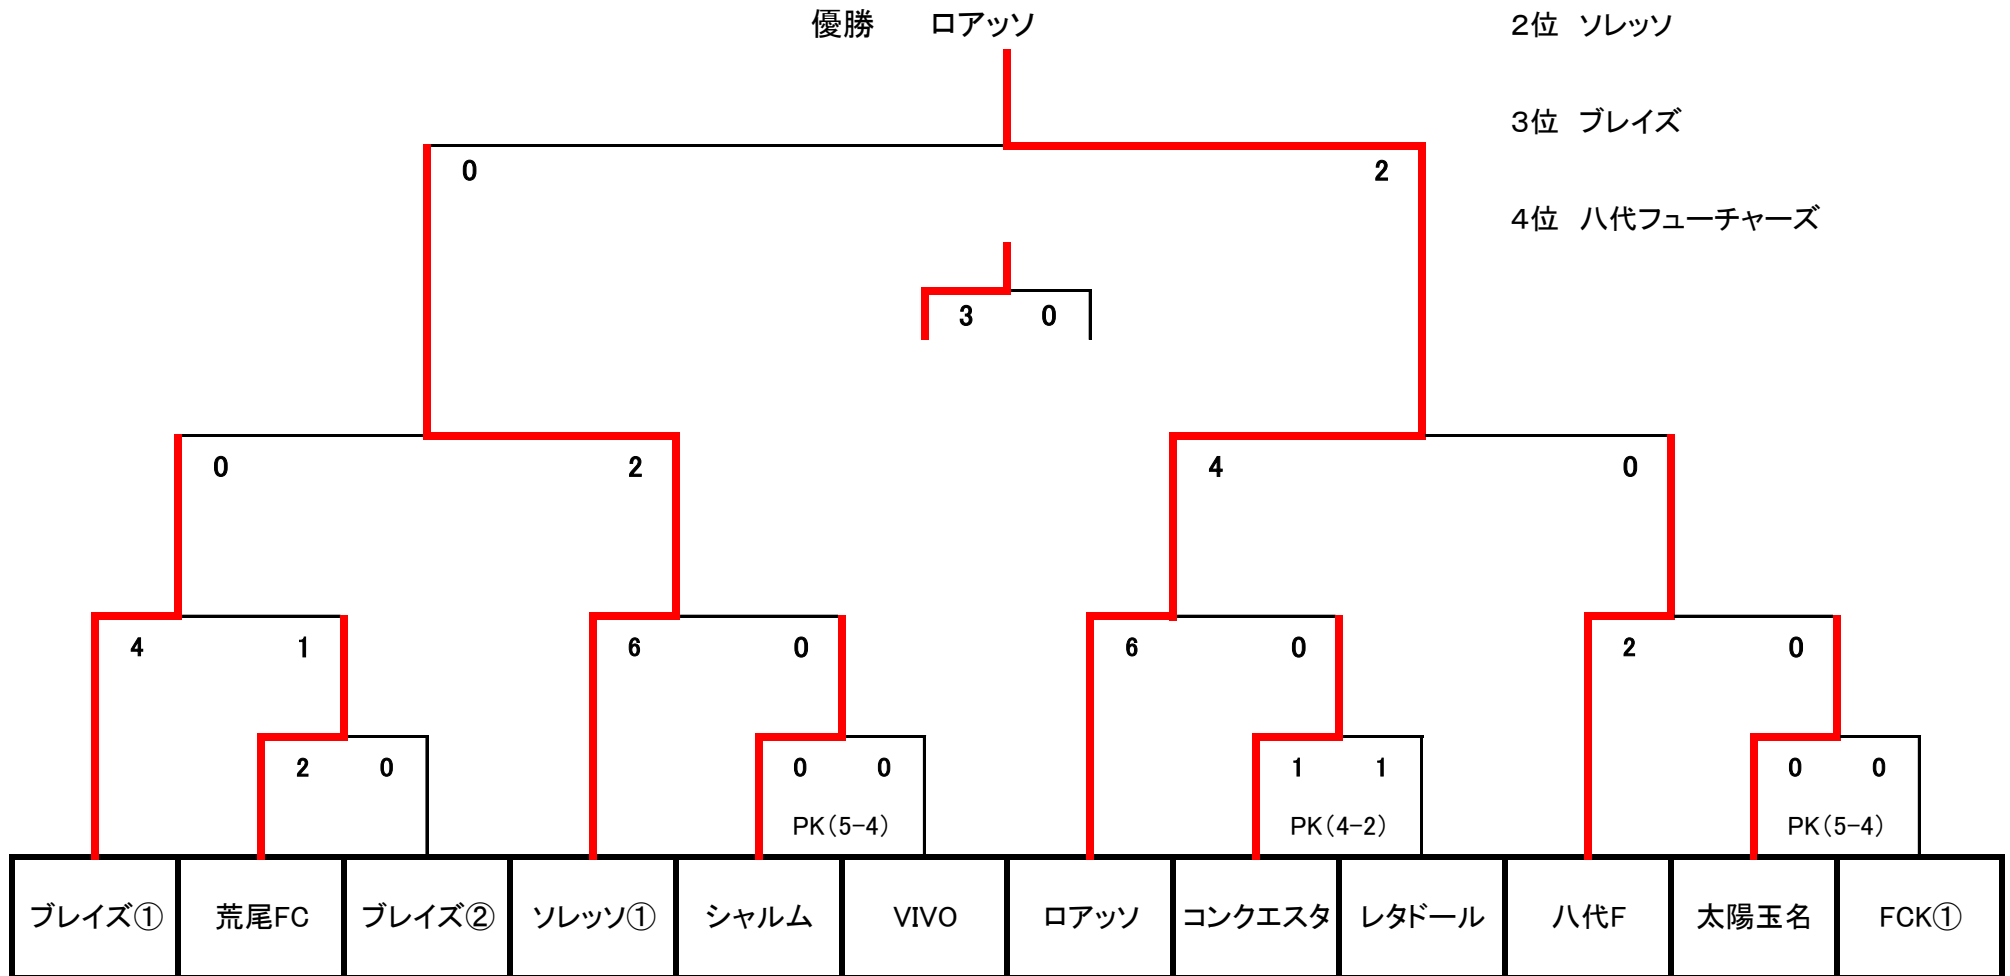 優勝 ロアッソ
2位 ソレッソ
3位 ブレイズ
0 2
4位 八代フューチャーズ
3 0
0 2 4 0
4 1 6 0 6 0 2 0
2 0 0 0 1 1 0 0
PK(5-4) PK(4-2) PK(5-4)
ブレイズ① 荒尾FC ブレイズ② ソレッソ① シャルム VIVO ロアッソ コンクエスタ レタドール 八代F 太陽玉名 FCK①